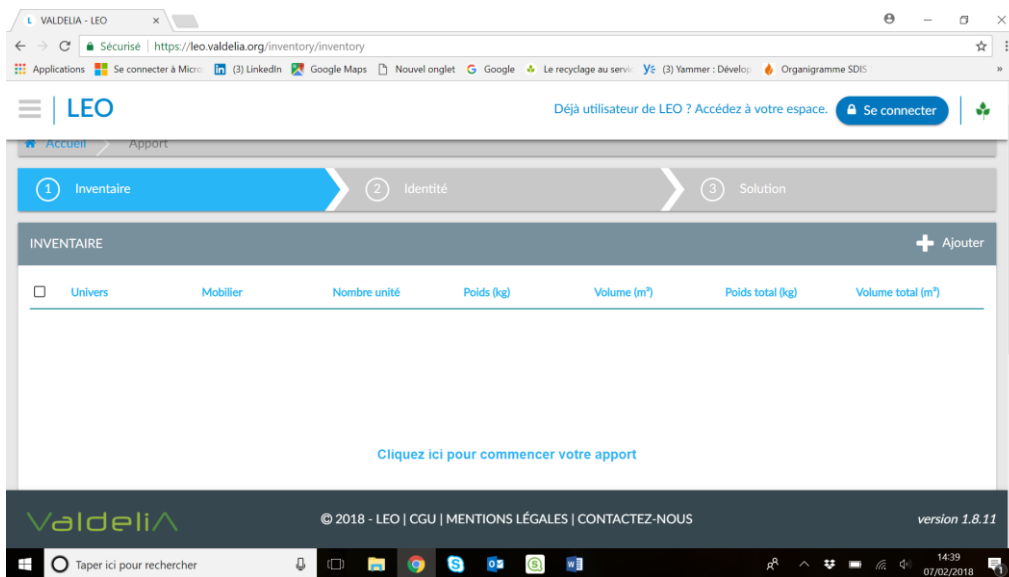 L VALDELIA - LEO ×
Sécurisé | https://leo.valdelia.org/inventory/inventory
Applications Se connecter à Micro (3) LinkedIn Google Maps Nouvel onglet Google Le recyclage au servi (3) Yammer : Dévelop Organigramme SDIS »
LEO Déjà utilisateur de LEO ? Accédez à votre espace. Se connecter
Accueil Apport
1 Inventaire 2 Identité 3 Solution
INVENTAIRE Ajouter
Univers Mobilier Nombre unité Poids (kg) Volume (m³) Poids total (kg) Volume total (m³)
Cliquez ici pour commencer votre apport
Valdelia © 2018 - LEO | CGU | MENTIONS LÉGALES | CONTACTEZ-NOUS version 1.8.11
Taper ici pour rechercher 14:39
07/02/2018